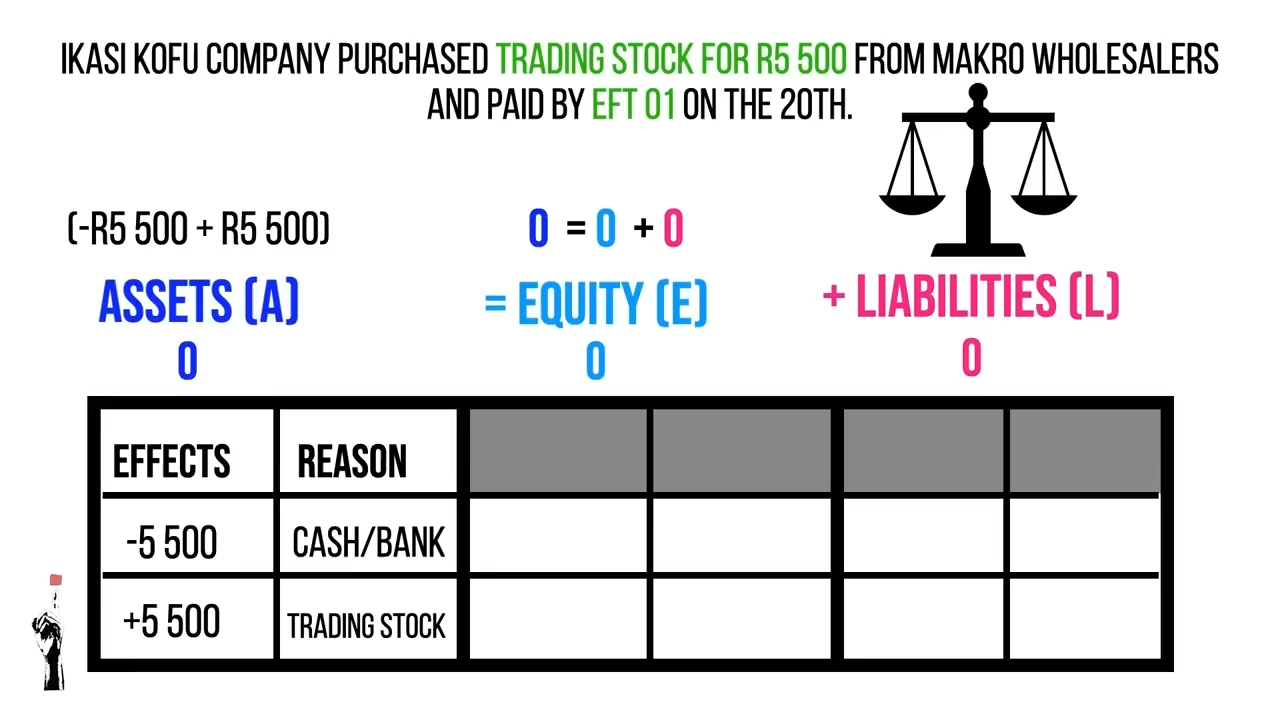 IKASI KOFU COMPANY PURCHASED TRADING STOCK FOR R5 500 FROM MAKRO WHOLESALERS
AND PAID BY EFT 01 ON THE 20TH.
(-R5 500 + R5 500)
0 = 0 + 0
ASSETS (A) = EQUITY (E) + LIABILITIES (L)
0 0 0
EFFECTS REASON
-5 500 CASH/BANK
+5 500 TRADING STOCK